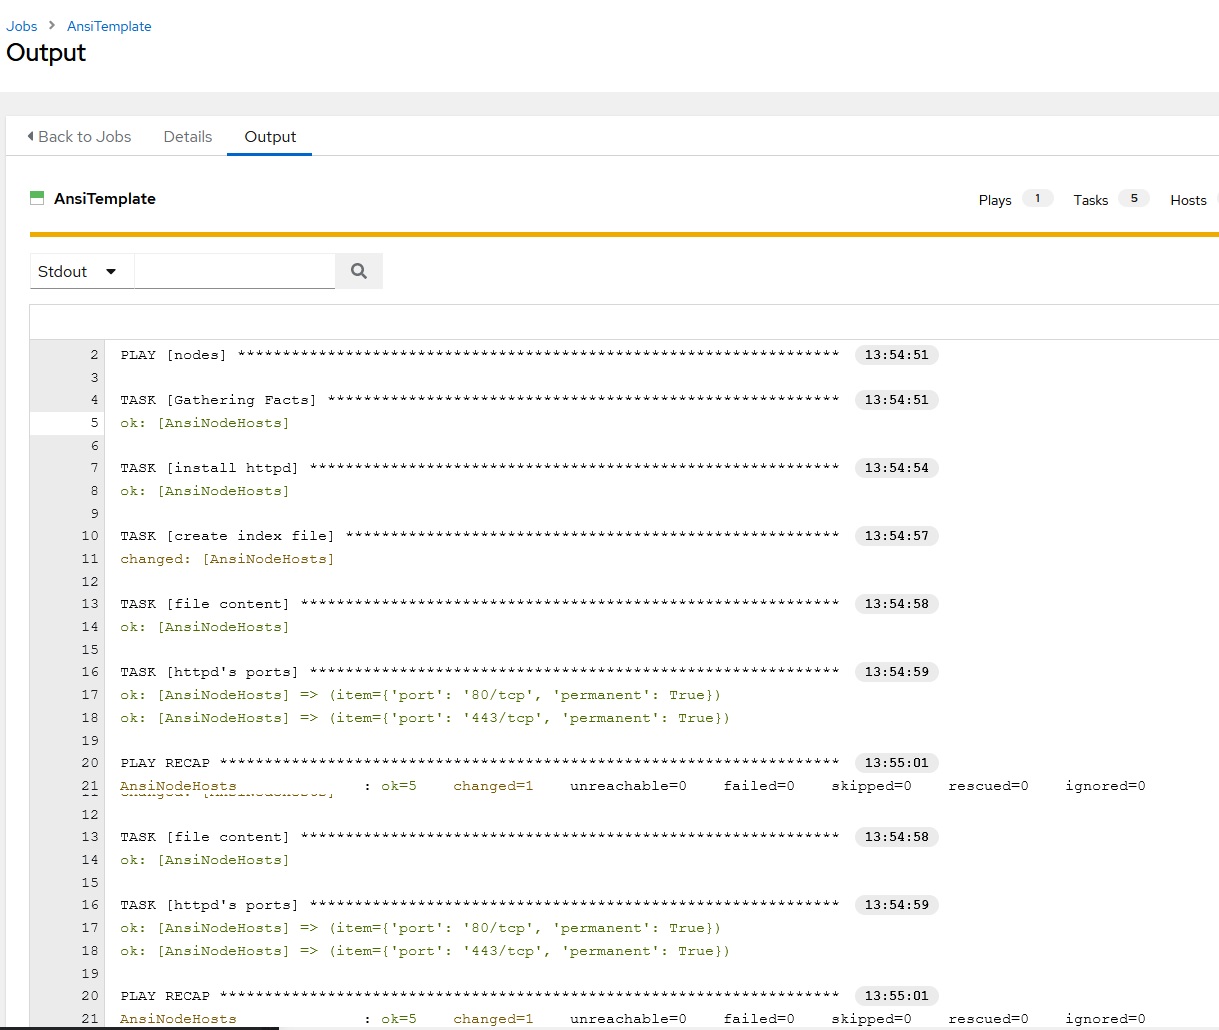 Jobs > AnsiTemplate
Output
Back to Jobs Details Output
AnsiTemplate Plays 1 Tasks 5 Hosts
Stdout
2 PLAY [nodes] ******************************************************************* 13:54:51
3
4 TASK [Gathering Facts] ********************************************************* 13:54:51
5 ok: [AnsiNodeHosts]
6
7 TASK [install httpd] *********************************************************** 13:54:54
8 ok: [AnsiNodeHosts]
9
10 TASK [create index file] ******************************************************* 13:54:57
11 changed: [AnsiNodeHosts]
12
13 TASK [file content] ************************************************************ 13:54:58
14 ok: [AnsiNodeHosts]
15
16 TASK [httpd's ports] *********************************************************** 13:54:59
17 ok: [AnsiNodeHosts] => (item={'port': '80/tcp', 'permanent': True})
18 ok: [AnsiNodeHosts] => (item={'port': '443/tcp', 'permanent': True})
19
20 PLAY RECAP ********************************************************************* 13:55:01
21 AnsiNodeHosts : ok=5 changed=1 unreachable=0 failed=0 skipped=0 rescued=0 ignored=0
11 changed: [AnsiNodeHosts]
12
13 TASK [file content] ************************************************************ 13:54:58
14 ok: [AnsiNodeHosts]
15
16 TASK [httpd's ports] *********************************************************** 13:54:59
17 ok: [AnsiNodeHosts] => (item={'port': '80/tcp', 'permanent': True})
18 ok: [AnsiNodeHosts] => (item={'port': '443/tcp', 'permanent': True})
19
20 PLAY RECAP ********************************************************************* 13:55:01
21 AnsiNodeHosts : ok=5 changed=1 unreachable=0 failed=0 skipped=0 rescued=0 ignored=0